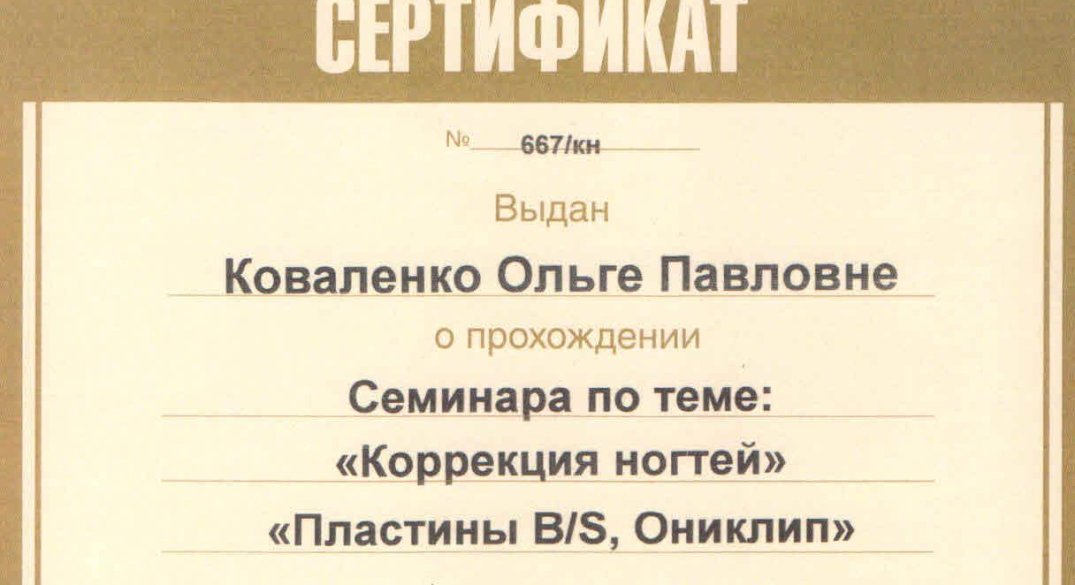 СЕРТИФИКАТ
№ 667/кн
Выдан
Коваленко Ольге Павловне
о прохождении
Семинара по теме:
«Коррекция ногтей»
«Пластины B/S, Ониклип»